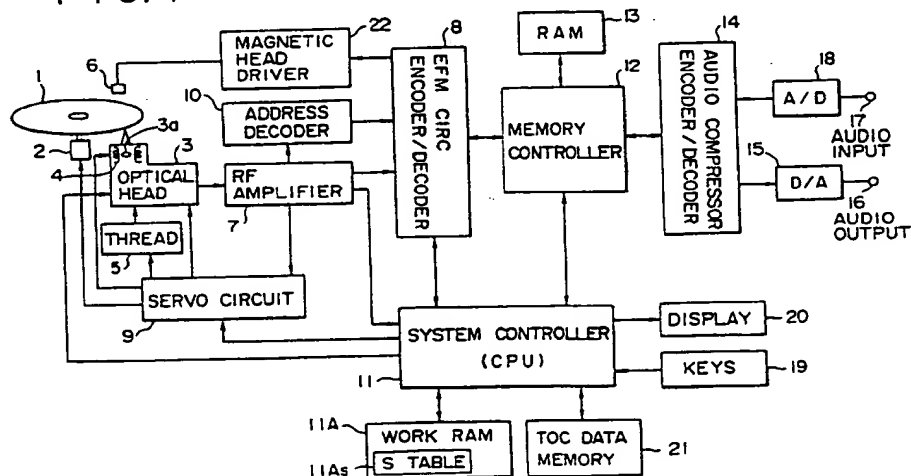 FIG. 1
13
RAM
14
22
8
MAGNETIC
HEAD
DRIVER
6
EFM CIRC
ENCODER/DECODER
12
AUDIO COMPRESSOR
ENCODER/DECODER
18
A/D
17
AUDIO
INPUT
1
10
ADDRESS
DECODER
MEMORY
CONTROLLER
3a
3
2
4
OPTICAL
HEAD
RF
AMPLIFIER
7
15
D/A
16
AUDIO
OUTPUT
THREAD
5
SERVO CIRCUIT
9
SYSTEM CONTROLLER
(CPU)
11
DISPLAY
20
KEYS
19
11A
WORK RAM
11As
S TABLE
TOC DATA
MEMORY
21